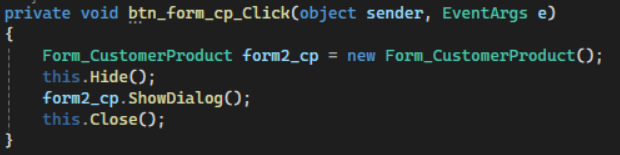 private void btn_form_cp_Click(object sender, EventArgs e)
{
Form_CustomerProduct form2_cp = new Form_CustomerProduct();
this.Hide();
form2_cp.ShowDialog();
this.Close();
}